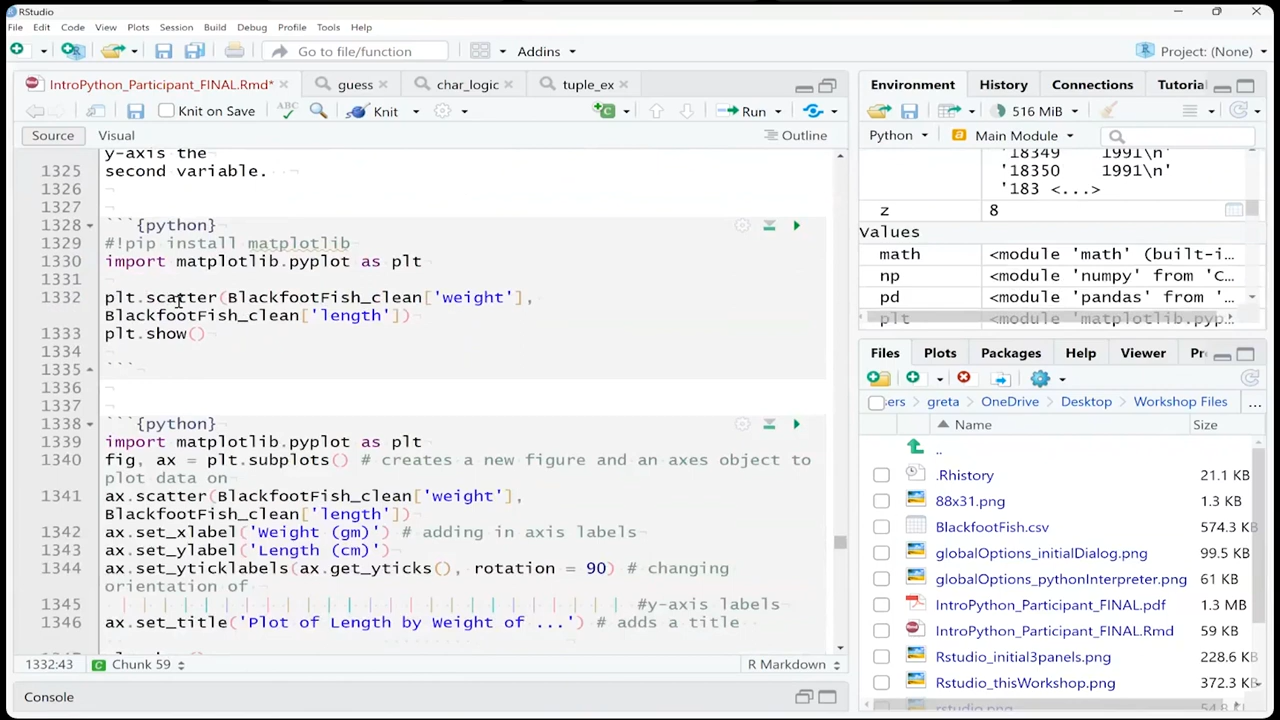 RStudio
File Edit Code View Plots Session Build Debug Profile Tools Help
Go to file/function
Addins
Project: (None)
IntroPython_Participant_FINAL.Rmd*
guess
char_logic
tuple_ex
Knit on Save
ABC
Knit
Run
Source
Visual
Outline
y-axis the
1325 second variable.
1326
1327
1328 ```{python}
1329 #!pip install matplotlib
1330 import matplotlib.pyplot as plt
1331
1332 plt.scatter(BlackfootFish_clean['weight'],
BlackfootFish_clean['length'])
1333 plt.show()
1334
1335 ```
1336
1337
1338 ```{python}
1339 import matplotlib.pyplot as plt
1340 fig, ax = plt.subplots() # creates a new figure and an axes object to
plot data on
1341 ax.scatter(BlackfootFish_clean['weight'],
BlackfootFish_clean['length'])
1342 ax.set_xlabel('Weight (gm)') # adding in axis labels
1343 ax.set_ylabel('Length (cm)')
1344 ax.set_yticklabels(ax.get_yticks(), rotation = 90) # changing
orientation of
1345 #y-axis labels
1346 ax.set_title('Plot of Length by Weight of ...') # adds a title
1332:43
Chunk 59
R Markdown
Console
Environment History Connections Tutorial
516 MiB
Python
Main Module
'18349 1991\n'
'18350 1991\n'
'183 <...>
z 8
Values
math <module 'math' (built-i...
np <module 'numpy' from 'C...
pd <module 'pandas' from '...
plt <module 'matplotlib.pyp...
Files Plots Packages Help Viewer Pr
ers greta OneDrive Desktop Workshop Files ...
Name Size
..
.Rhistory 21.1 KB
88x31.png 1.3 KB
BlackfootFish.csv 574.3 KB
globalOptions_initialDialog.png 99.5 KB
globalOptions_pythonInterpreter.png 61 KB
IntroPython_Participant_FINAL.pdf 1.3 MB
IntroPython_Participant_FINAL.Rmd 59 KB
Rstudio_initial3panels.png 228.6 KB
Rstudio_thisWorkshop.png 372.3 KB
rstudio.png 54.8 KB